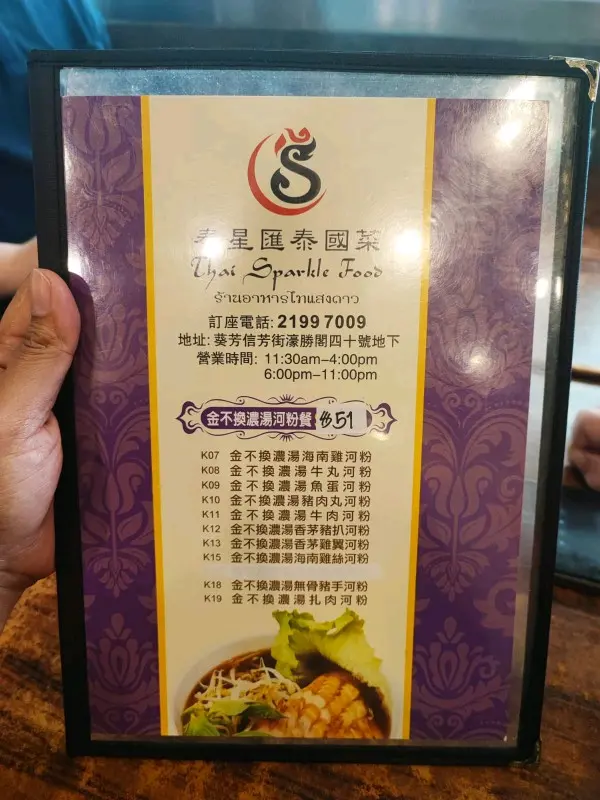 泰星匯泰國菜
Thai Sparkle Food
ร้านอาหารไทแสงดาว
訂座電話: 2199 7009
地址: 葵芳信芳街濠勝閣四十號地下
營業時間: 11:30am–4:00pm
6:00pm–11:00pm
金不換濃湯河粉餐 $51
K07 金不換濃湯海南雞河粉
K08 金不換濃湯牛丸河粉
K09 金不換濃湯魚蛋河粉
K10 金不換濃湯豬肉丸河粉
K11 金不換濃湯牛肉河粉
K12 金不換濃湯香茅豬扒河粉
K13 金不換濃湯香茅雞翼河粉
K15 金不換濃湯海南雞絲河粉
K18 金不換濃湯無骨豬手河粉
K19 金不換濃湯扎肉河粉